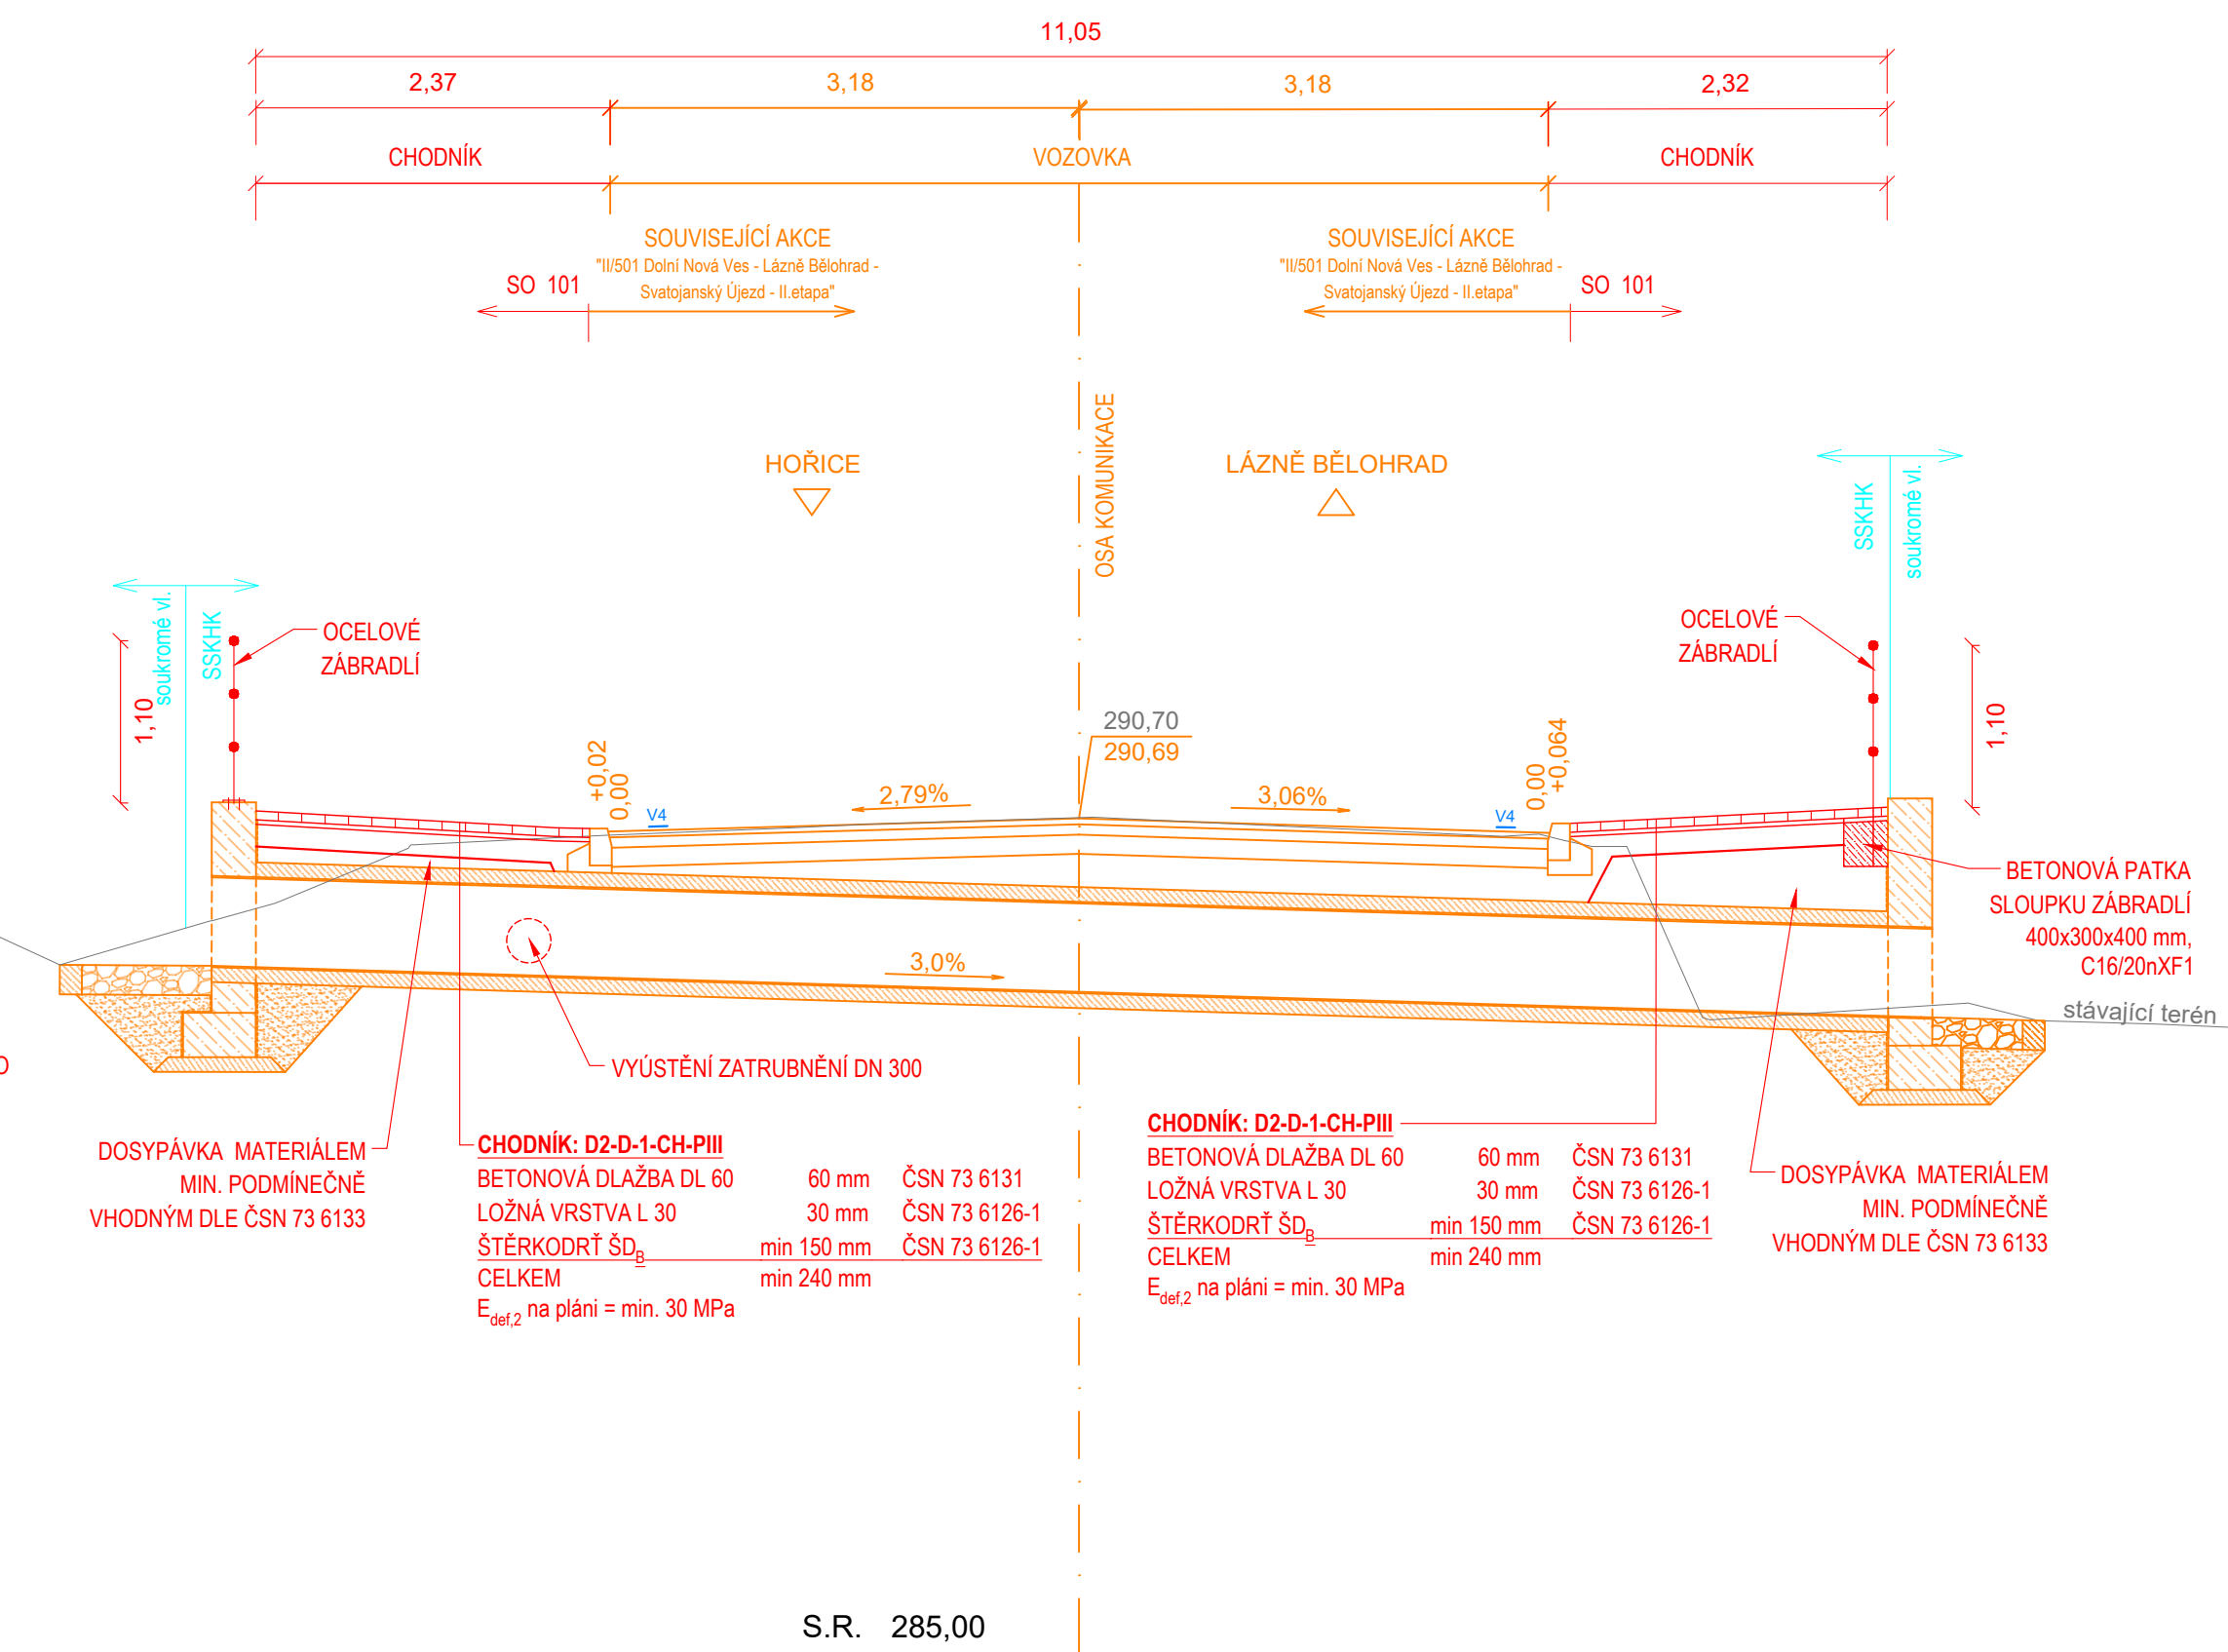 11,05
2,37
3,18
3,18
2,32
CHODNÍK
VOZOVKA
CHODNÍK
SOUVISEJÍCÍ AKCE
"II/501 Dolní Nová Ves - Lázně Bělohrad -
Svatojanský Újezd - II.etapa"
SO 101
SOUVISEJÍCÍ AKCE
"II/501 Dolní Nová Ves - Lázně Bělohrad -
Svatojanský Újezd - II.etapa"
SO 101
OSA KOMUNIKACE
HOŘICE
LÁZNĚ BĚLOHRAD
SSKHK
soukromé vl.
soukromé vl.
SSKHK
OCELOVÉ
ZÁBRADLÍ
OCELOVÉ
ZÁBRADLÍ
1,10
1,10
290,70
290,69
+0,02
0,00
0,00
+0,064
V4
2,79%
3,06%
V4
BETONOVÁ PATKA
SLOUPKU ZÁBRADLÍ
400x300x400 mm,
C16/20nXF1
3,0%
stávající terén
VYÚSTĚNÍ ZATRUBNĚNÍ DN 300
DOSYPÁVKA MATERIÁLEM
MIN. PODMÍNEČNĚ
VHODNÝM DLE ČSN 73 6133
CHODNÍK: D2-D-1-CH-PIII
BETONOVÁ DLAŽBA DL 60 60 mm ČSN 73 6131
LOŽNÁ VRSTVA L 30 30 mm ČSN 73 6126-1
ŠTĚRKODRŤ ŠDB min 150 mm ČSN 73 6126-1
CELKEM min 240 mm
Edef,2 na pláni = min. 30 MPa
CHODNÍK: D2-D-1-CH-PIII
BETONOVÁ DLAŽBA DL 60 60 mm ČSN 73 6131
LOŽNÁ VRSTVA L 30 30 mm ČSN 73 6126-1
ŠTĚRKODRŤ ŠDB min 150 mm ČSN 73 6126-1
CELKEM min 240 mm
Edef,2 na pláni = min. 30 MPa
DOSYPÁVKA MATERIÁLEM
MIN. PODMÍNEČNĚ
VHODNÝM DLE ČSN 73 6133
S.R. 285,00